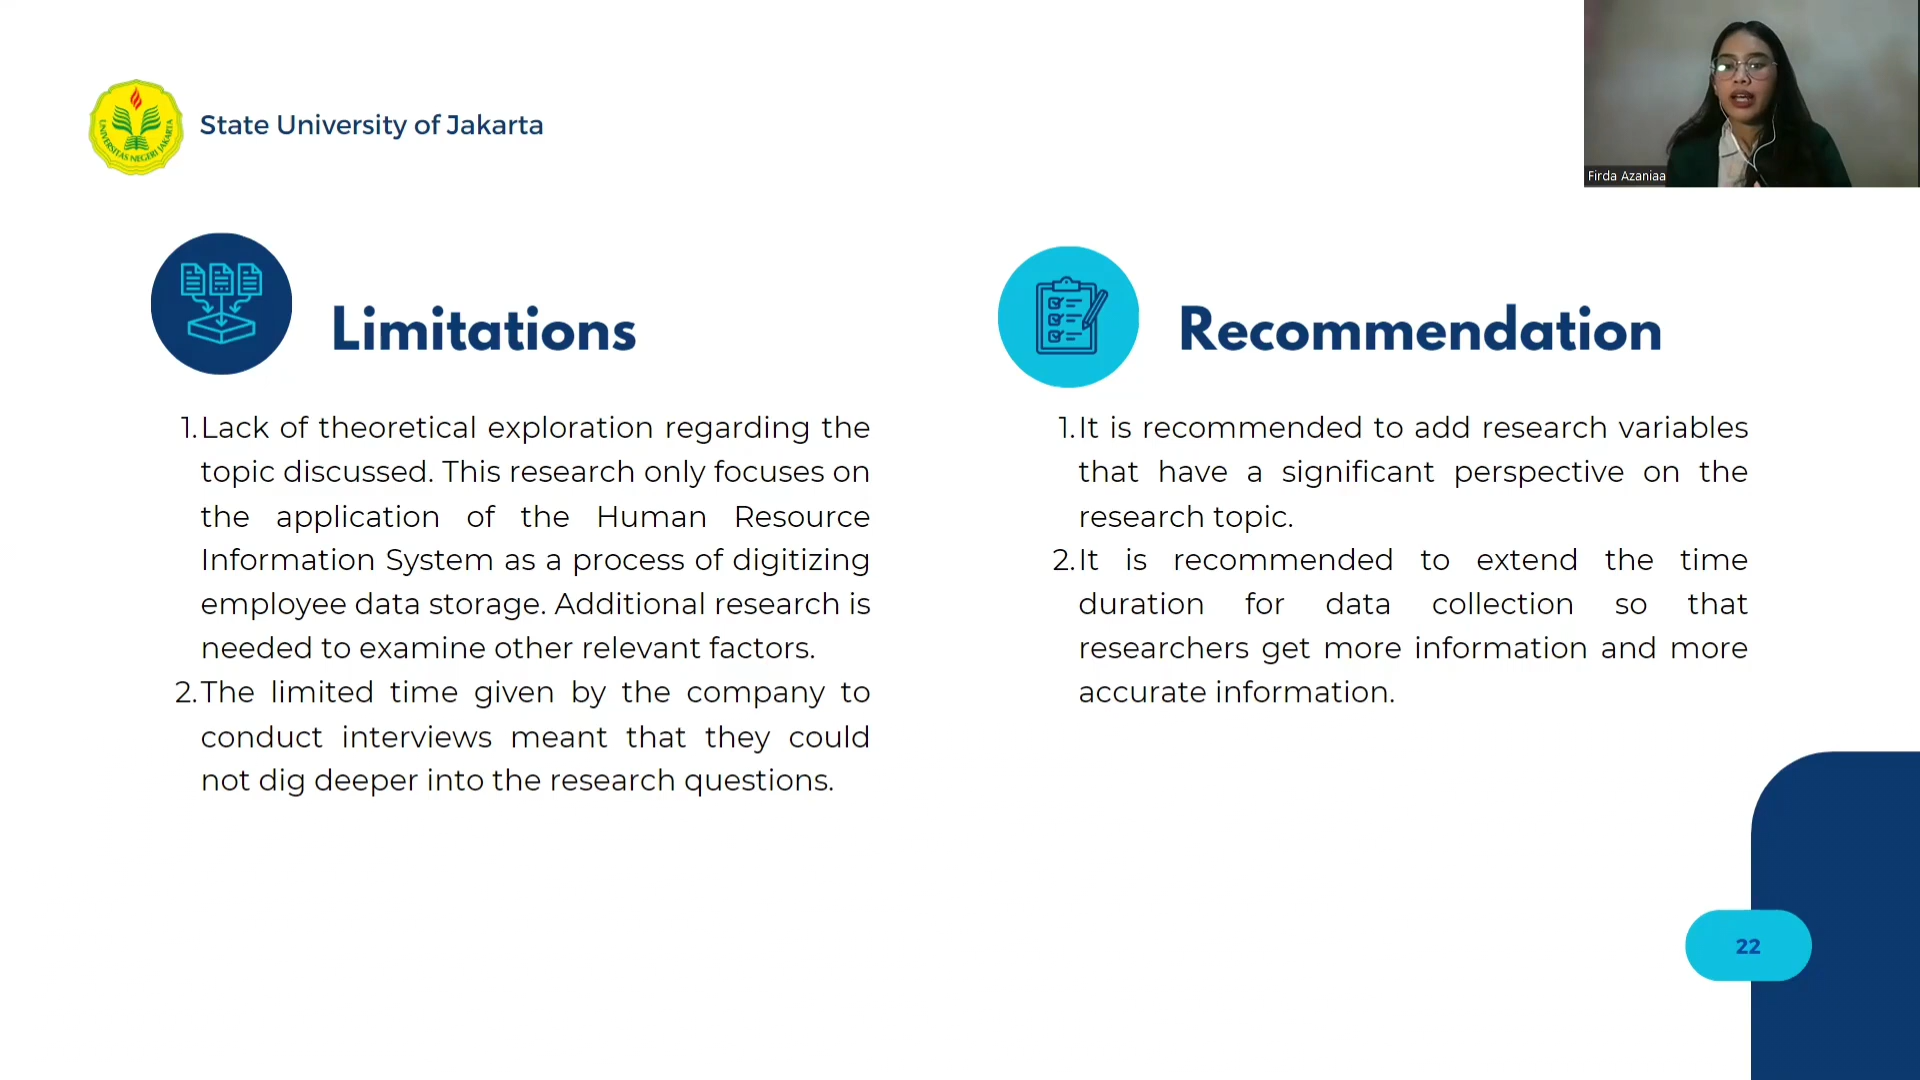 State University of Jakarta
UNIVERSITAS NEGERI JAKARTA
Firda Azaniaa
Limitations
1. Lack of theoretical exploration regarding the
topic discussed. This research only focuses on
the application of the Human Resource
Information System as a process of digitizing
employee data storage. Additional research is
needed to examine other relevant factors.
2. The limited time given by the company to
conduct interviews meant that they could
not dig deeper into the research questions.
Recommendation
1. It is recommended to add research variables
that have a significant perspective on the
research topic.
2. It is recommended to extend the time
duration for data collection so that
researchers get more information and more
accurate information.
22